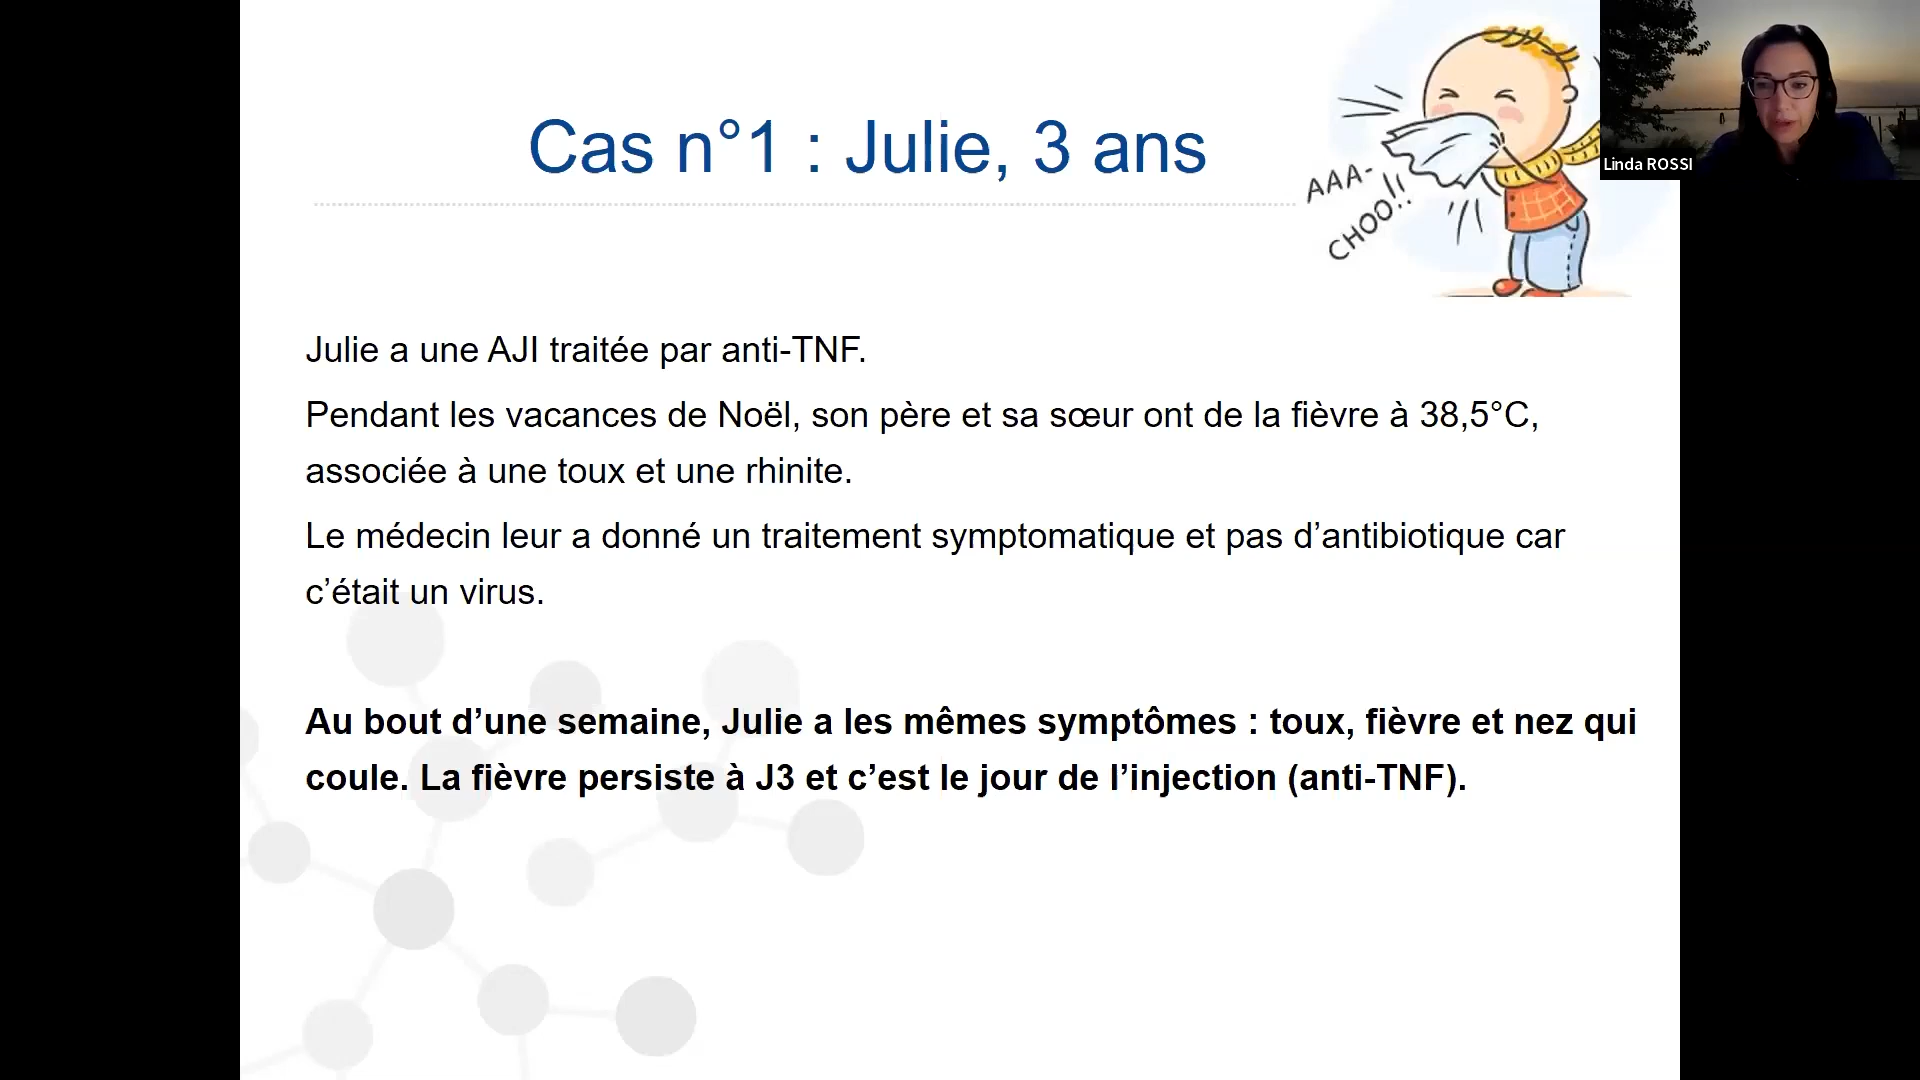 Cas n°1 : Julie, 3 ans
AAA-
CHOO!!
Linda ROSSI
Julie a une AJI traitée par anti-TNF.
Pendant les vacances de Noël, son père et sa sœur ont de la fièvre à 38,5°C,
associée à une toux et une rhinite.
Le médecin leur a donné un traitement symptomatique et pas d’antibiotique car
c’était un virus.
Au bout d’une semaine, Julie a les mêmes symptômes : toux, fièvre et nez qui
coule. La fièvre persiste à J3 et c’est le jour de l’injection (anti-TNF).